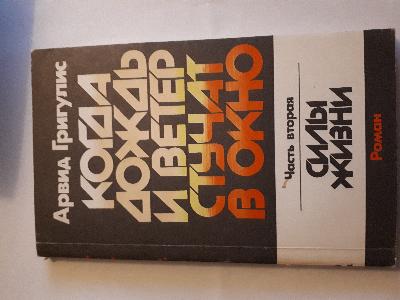 Арвид Григулис
КОГДА
ДОЖДЬ
И ВЕТЕР
СТУЧАТ
В ОКНО
Часть вторая
СИЛЫ
ЖИЗНИ
Роман